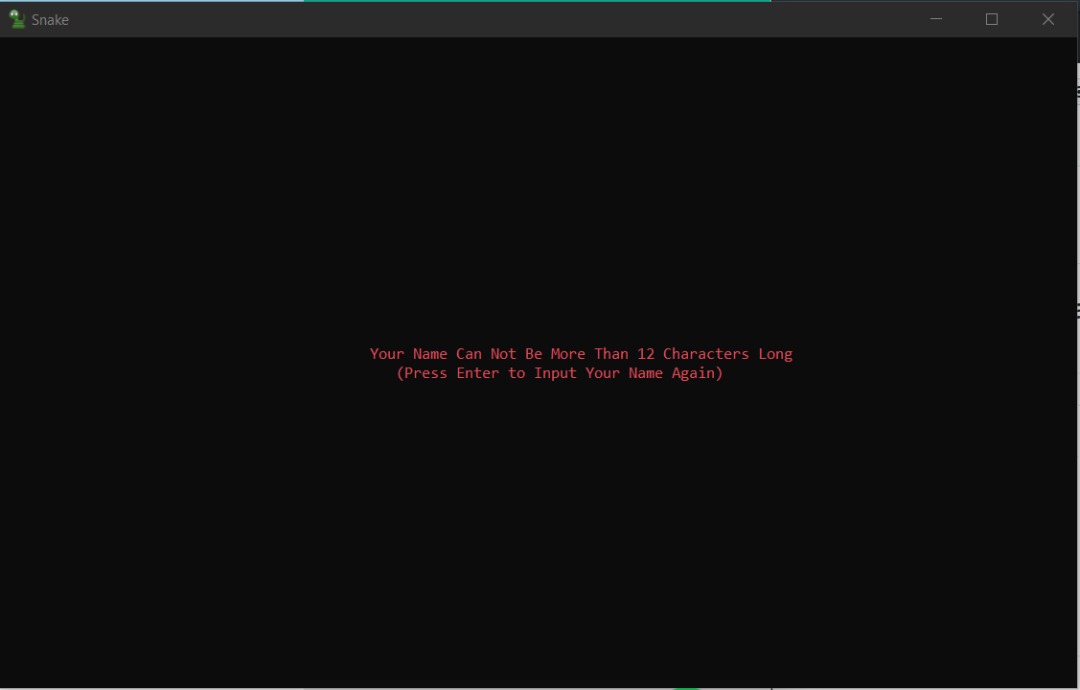 Snake
Your Name Can Not Be More Than 12 Characters Long
(Press Enter to Input Your Name Again)